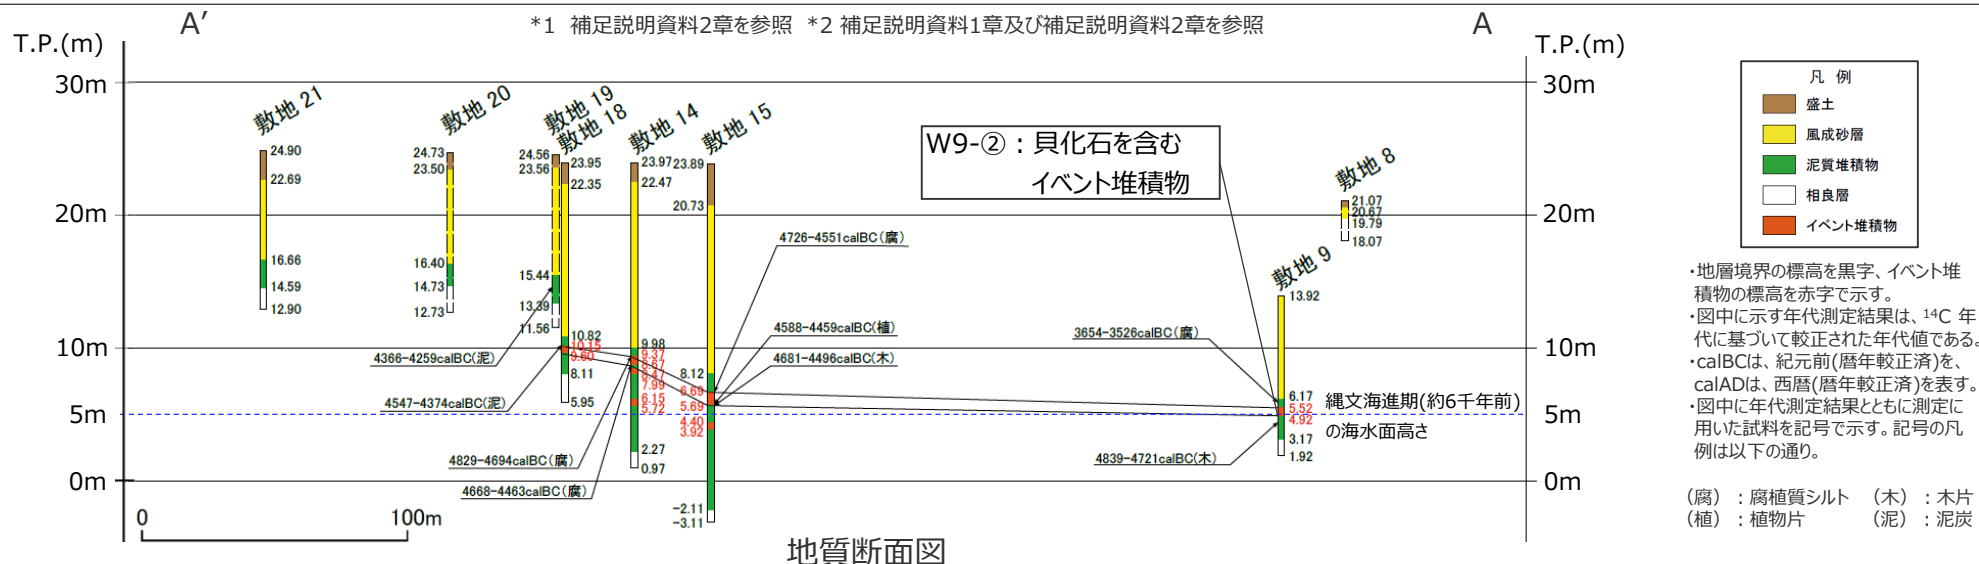 *1 補足説明資料2章を参照 *2 補足説明資料1章及び補足説明資料2章を参照
A′
A
T.P.(m)
T.P.(m)
30m
20m
10m
5m
0m
30m
20m
10m
5m
0m
敷地 21
24.90
22.69
16.66
14.59
12.90
敷地 20
24.73
23.50
16.40
14.73
12.73
敷地 19
24.56
23.56
15.44
13.39
11.56
敷地 18
23.95
22.35
10.82
10.15
9.60
8.11
5.95
敷地 14
23.97
22.47
9.98
9.37
8.67
8.47
7.99
6.15
5.72
2.27
0.97
敷地 15
23.89
20.73
8.12
6.69
5.69
4.40
3.92
-2.11
-3.11
敷地 9
13.92
6.17
5.52
4.92
3.17
1.92
敷地 8
21.07
20.67
19.79
18.07
W9-②：貝化石を含む
イベント堆積物
4726-4551calBC(腐)
4588-4459calBC(植)
4681-4496calBC(木)
4366-4259calBC(泥)
4547-4374calBC(泥)
4829-4694calBC(腐)
4668-4463calBC(腐)
3654-3526calBC(腐)
4839-4721calBC(木)
縄文海進期(約6千年前)
の海水面高さ
0
100m
地質断面図
凡 例
盛土
風成砂層
泥質堆積物
相良層
イベント堆積物
・地層境界の標高を黒字、イベント堆
積物の標高を赤字で示す。
・図中に示す年代測定結果は、¹⁴C 年
代に基づいて較正された年代値である。
・calBCは、紀元前(暦年較正済)を、
calADは、西暦(暦年較正済)を表す。
・図中に年代測定結果とともに測定に
用いた試料を記号で示す。記号の凡
例は以下の通り。
(腐)：腐植質シルト (木)：木片
(植)：植物片 (泥)：泥炭